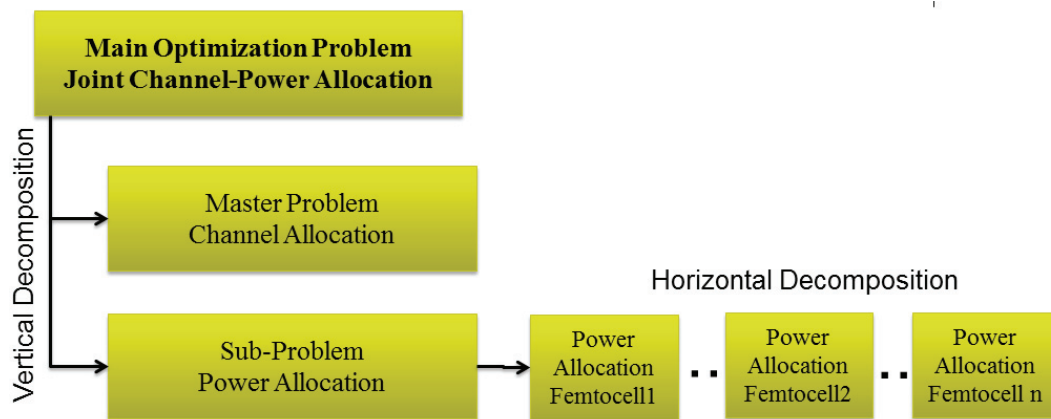 Main Optimization Problem
Joint Channel-Power Allocation
Vertical Decomposition
Master Problem
Channel Allocation
Horizontal Decomposition
Sub-Problem
Power Allocation
Power
Allocation
Femtocell1
Power
Allocation
Femtocell2
Power
Allocation
Femtocell n